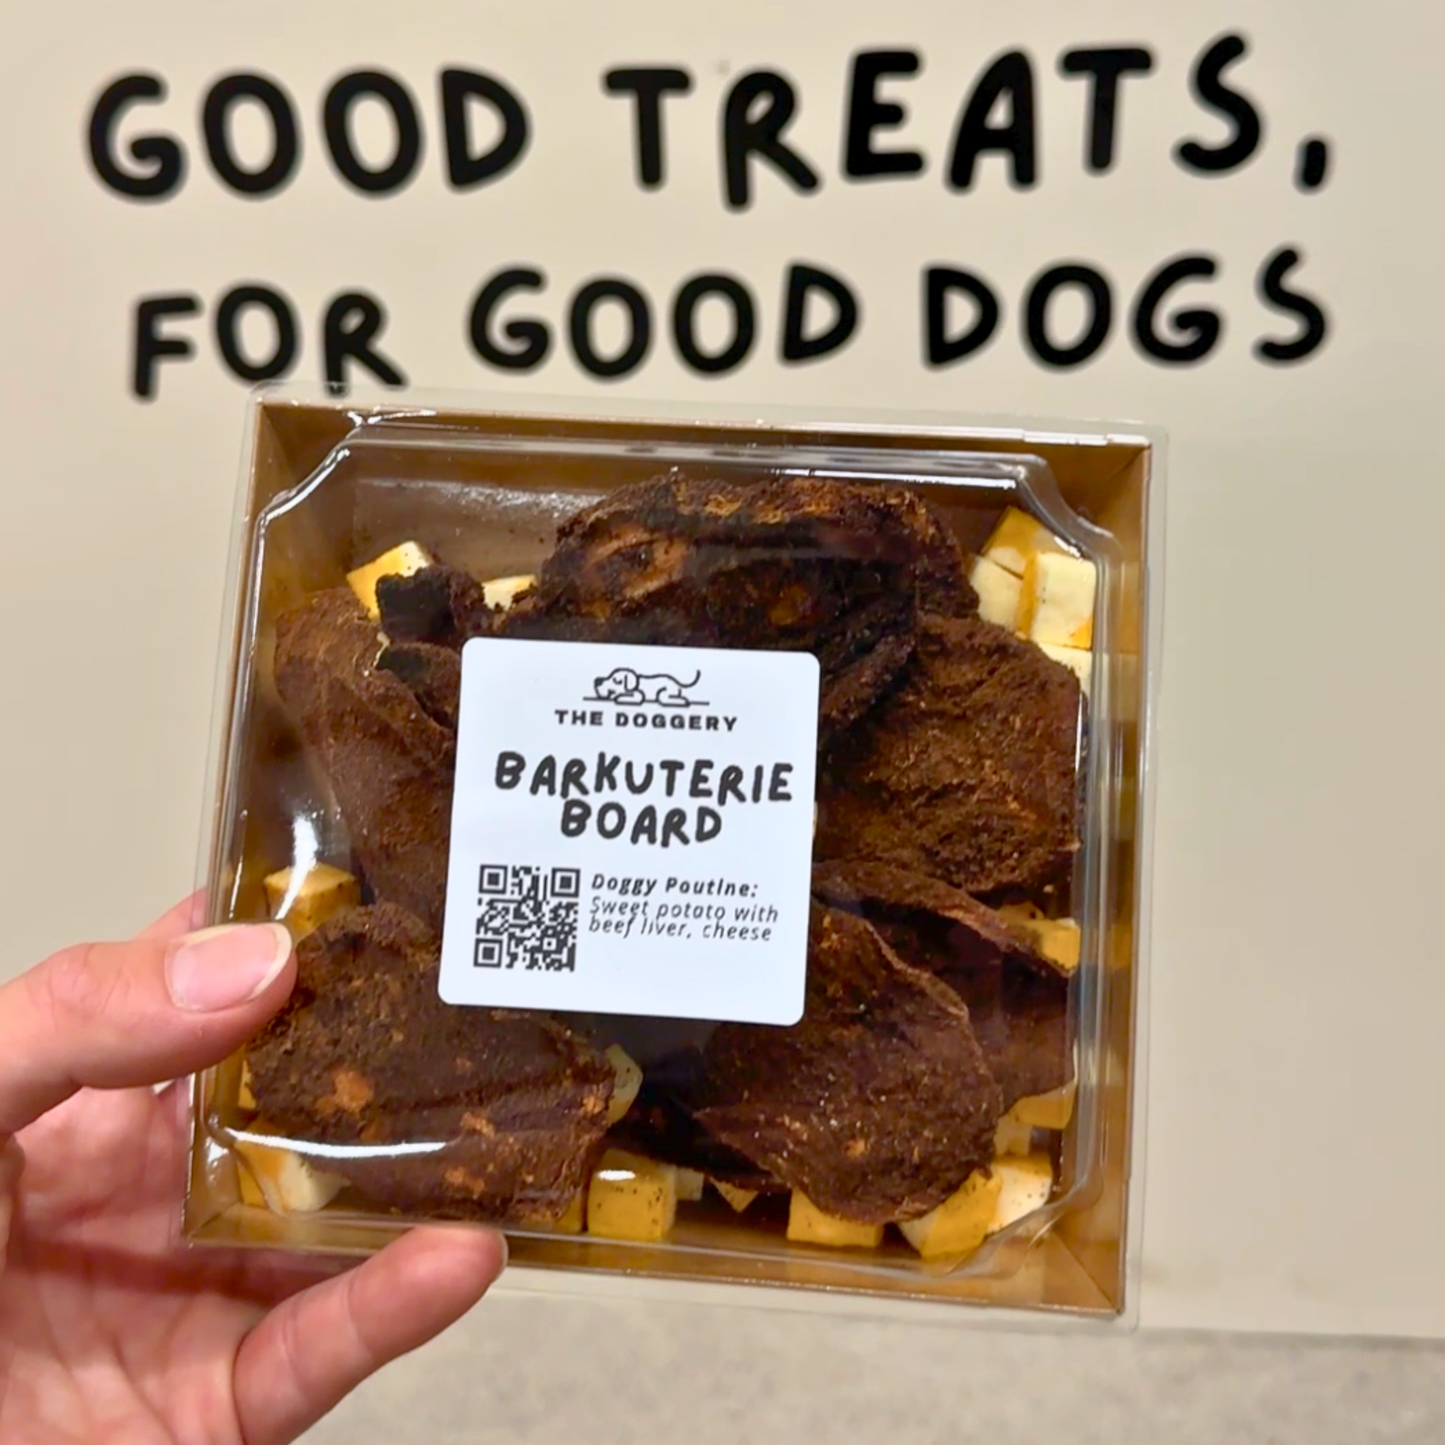 GOOD TREATS,
FOR GOOD DOGS
THE DOGGERY
BARKUTERIE
BOARD
Doggy Poutine:
Sweet potato with
beef liver, cheese